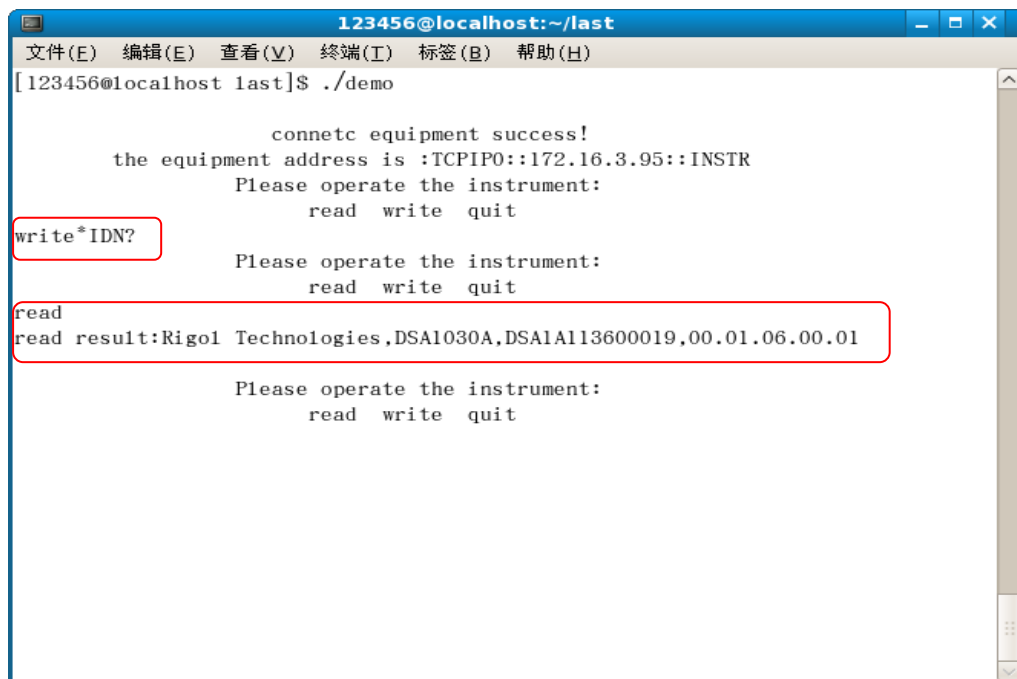 123456@localhost:~/last
文件(F) 编辑(E) 查看(V) 终端(T) 标签(B) 帮助(H)
[123456@localhost last]$ ./demo
connetc equipment success!
the equipment address is :TCPIP0::172.16.3.95::INSTR
Please operate the instrument:
read write quit
write*IDN?
Please operate the instrument:
read write quit
read
read result:Rigol Technologies,DSA1030A,DSA1A113600019,00.01.06.00.01
Please operate the instrument:
read write quit